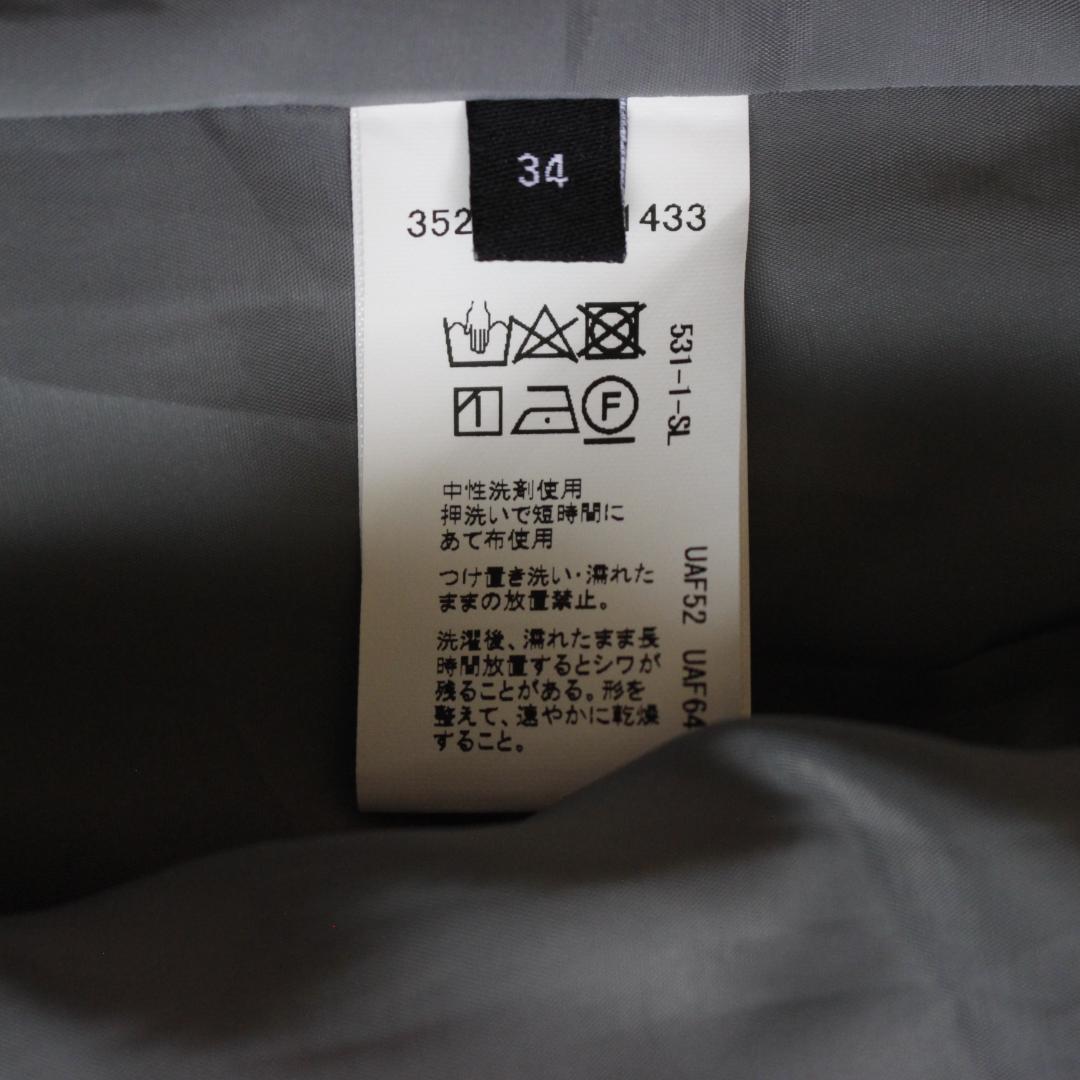 34
352
1433
F
531-1-SL
中性洗剤使用
押洗いで短時間に
あて布使用
つけ置き洗い・濡れた
ままの放置禁止。
洗濯後、濡れたまま長
時間放置するとシワが
残ることがある。形を
整えて、速やかに乾燥
すること。
UAF52 UAF64